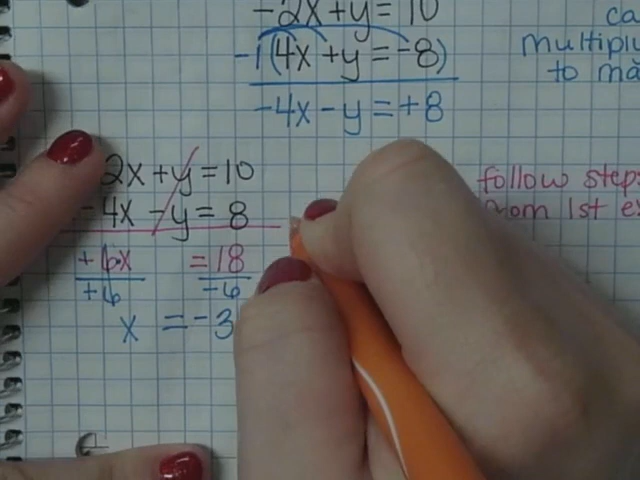 -2x+y=10
-1(4x+y=-8)
-4x-y=+8
ca
multiply
to ma
2x+y=10
-4x-y=8
+6x =18
+6 -6
x =-3
follow steps
from 1st ex